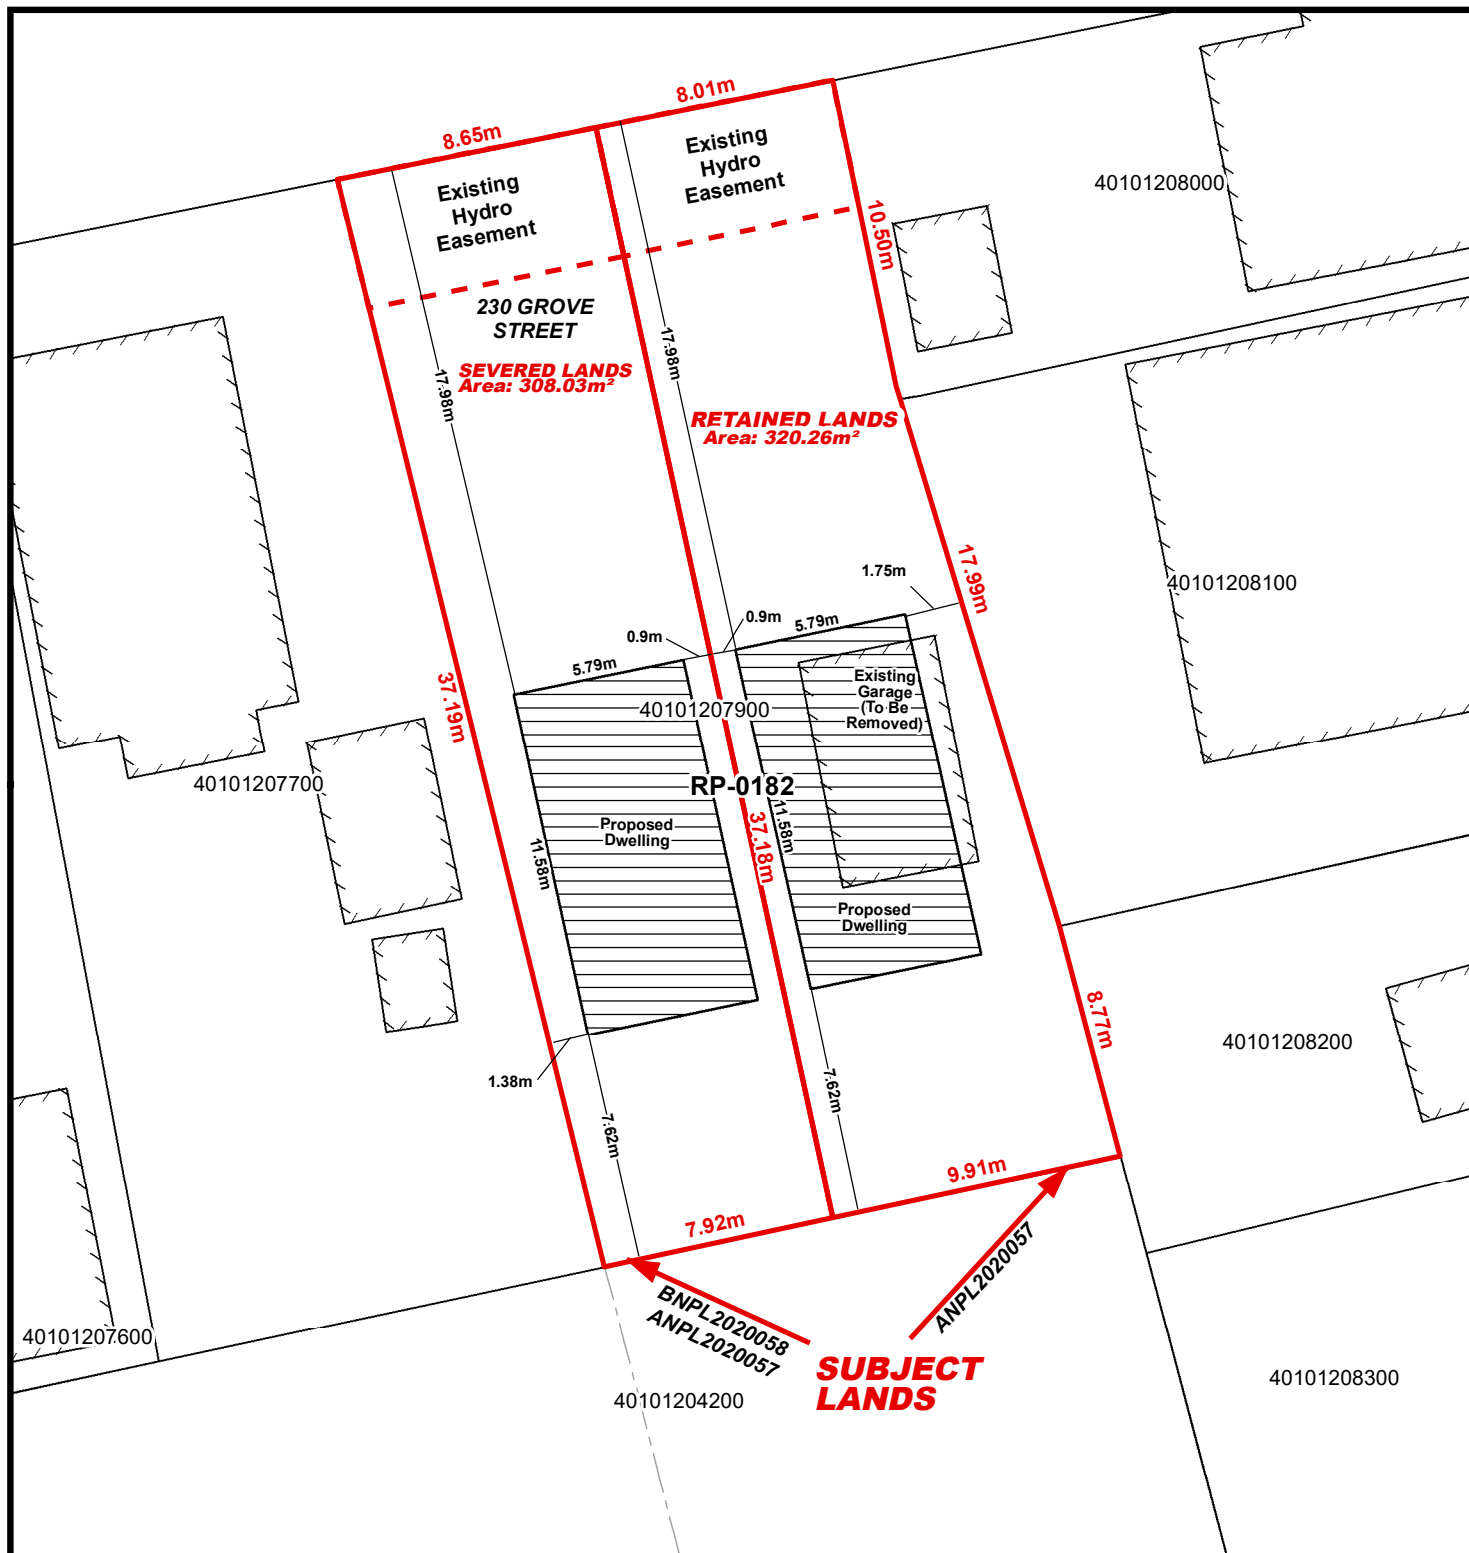 8.01m
8.65m
Existing
Hydro
Easement
Existing
Hydro
Easement
40101208000
10.50m
230 GROVE
STREET
17.98m
17.98m
SEVERED LANDS
Area: 308.03m²
RETAINED LANDS
Area: 320.26m²
17.99m
1.75m
40101208100
0.9m
0.9m
5.79m
5.79m
Existing
Garage
(To Be
Removed)
37.19m
40101207900
40101207700
RP-0182
11.58m
37.18m
Proposed
Dwelling
11.58m
Proposed
Dwelling
8.77m
40101208200
1.38m
7.62m
7.62m
9.91m
7.92m
BNPL2020058
ANPL2020057
ANPL2020057
40101207600
SUBJECT
LANDS
40101208300
40101204200